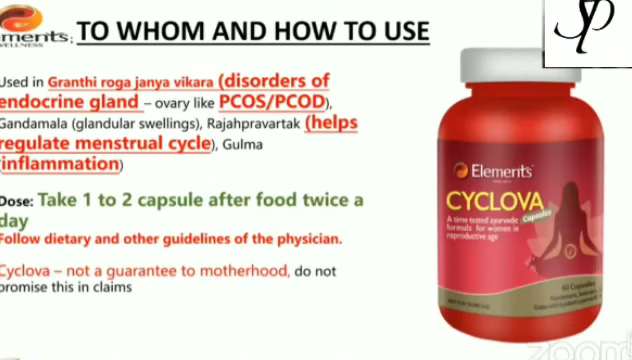 ements
WELLNESS
TO WHOM AND HOW TO USE
Used in Granthi roga janya vikara (disorders of
endocrine gland – ovary like PCOS/PCOD),
Gandamala (glandular swellings), Rajahpravartak (helps
regulate menstrual cycle), Gulma
(inflammation)
Dose: Take 1 to 2 capsule after food twice a
day
Follow dietary and other guidelines of the physician.
Cyclova – not a guarantee to motherhood, do not
promise this in claims
Elements
CYCLOVA
Capsules
A time tested ayurvedic
formula for women in
reproductive age
60 Capsules
zoom